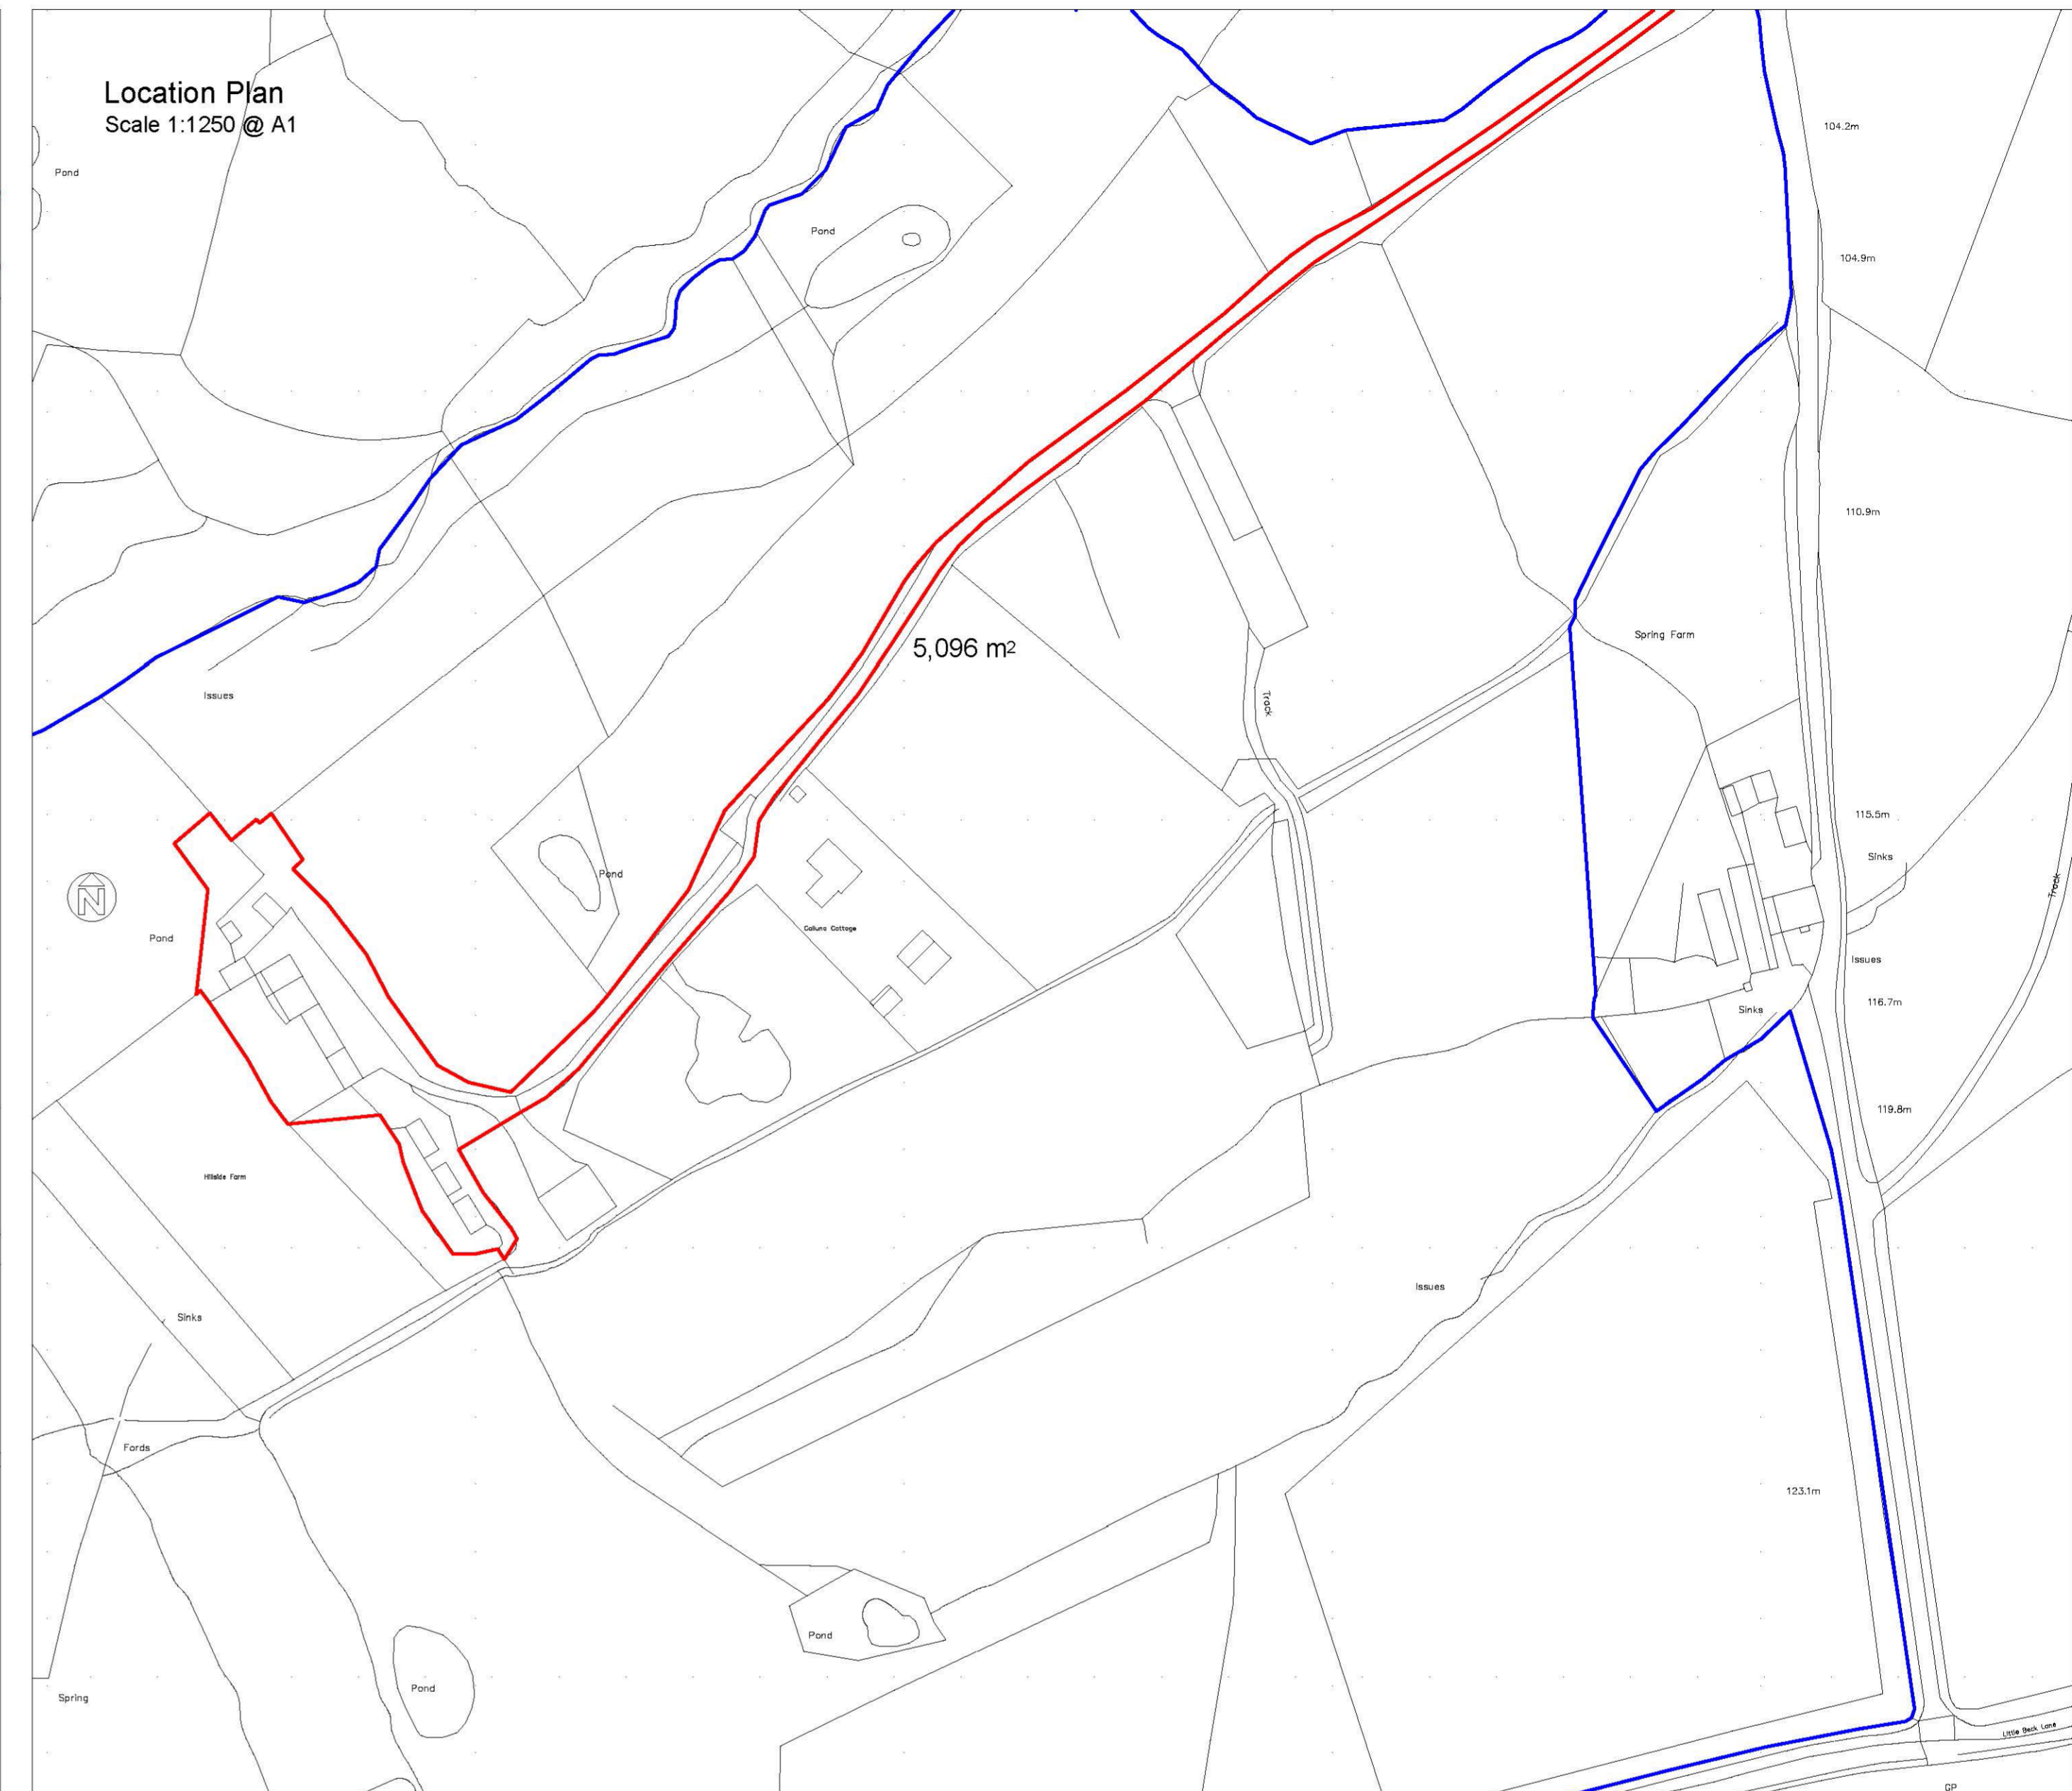 Location Plan
Scale 1:1250 @ A1
104.2m
Pond
Pond
104.9m
110.9m
Spring Farm
5,096 m²
Issues
Track
115.5m
Sinks
Pond
Track
N
Calluna Cottage
Pond
Issues
116.7m
Sinks
119.8m
Hillside Farm
Issues
Sinks
Fords
123.1m
Pond
Pond
Spring
Little Beck Lane
GP